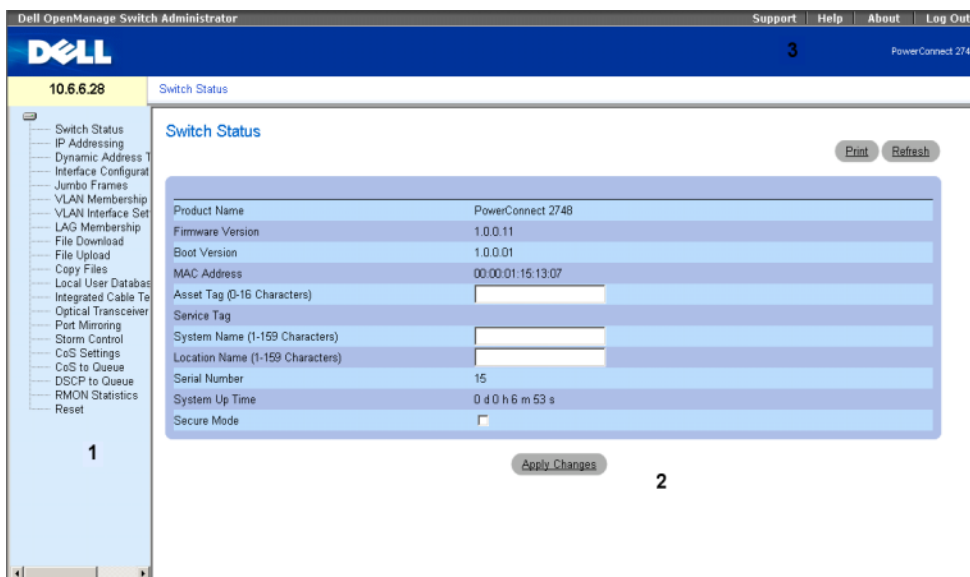 Dell OpenManage Switch Administrator
Support Help About Log Out
DELL
3
PowerConnect 274
10.6.6.28
Switch Status
Switch Status
IP Addressing
Dynamic Address T
Interface Configurat
Jumbo Frames
VLAN Membership
VLAN Interface Set
LAG Membership
File Download
File Upload
Copy Files
Local User Databas
Integrated Cable Te
Optical Transceiver
Port Mirroring
Storm Control
CoS Settings
CoS to Queue
DSCP to Queue
RMON Statistics
Reset
1
Switch Status
Print Refresh
Product Name PowerConnect 2748
Firmware Version 1.0.0.11
Boot Version 1.0.0.01
MAC Address 00:00:01:15:13:07
Asset Tag (0-16 Characters)
Service Tag
System Name (1-159 Characters)
Location Name (1-159 Characters)
Serial Number 15
System Up Time 0 d 0 h 6 m 53 s
Secure Mode
Apply Changes
2